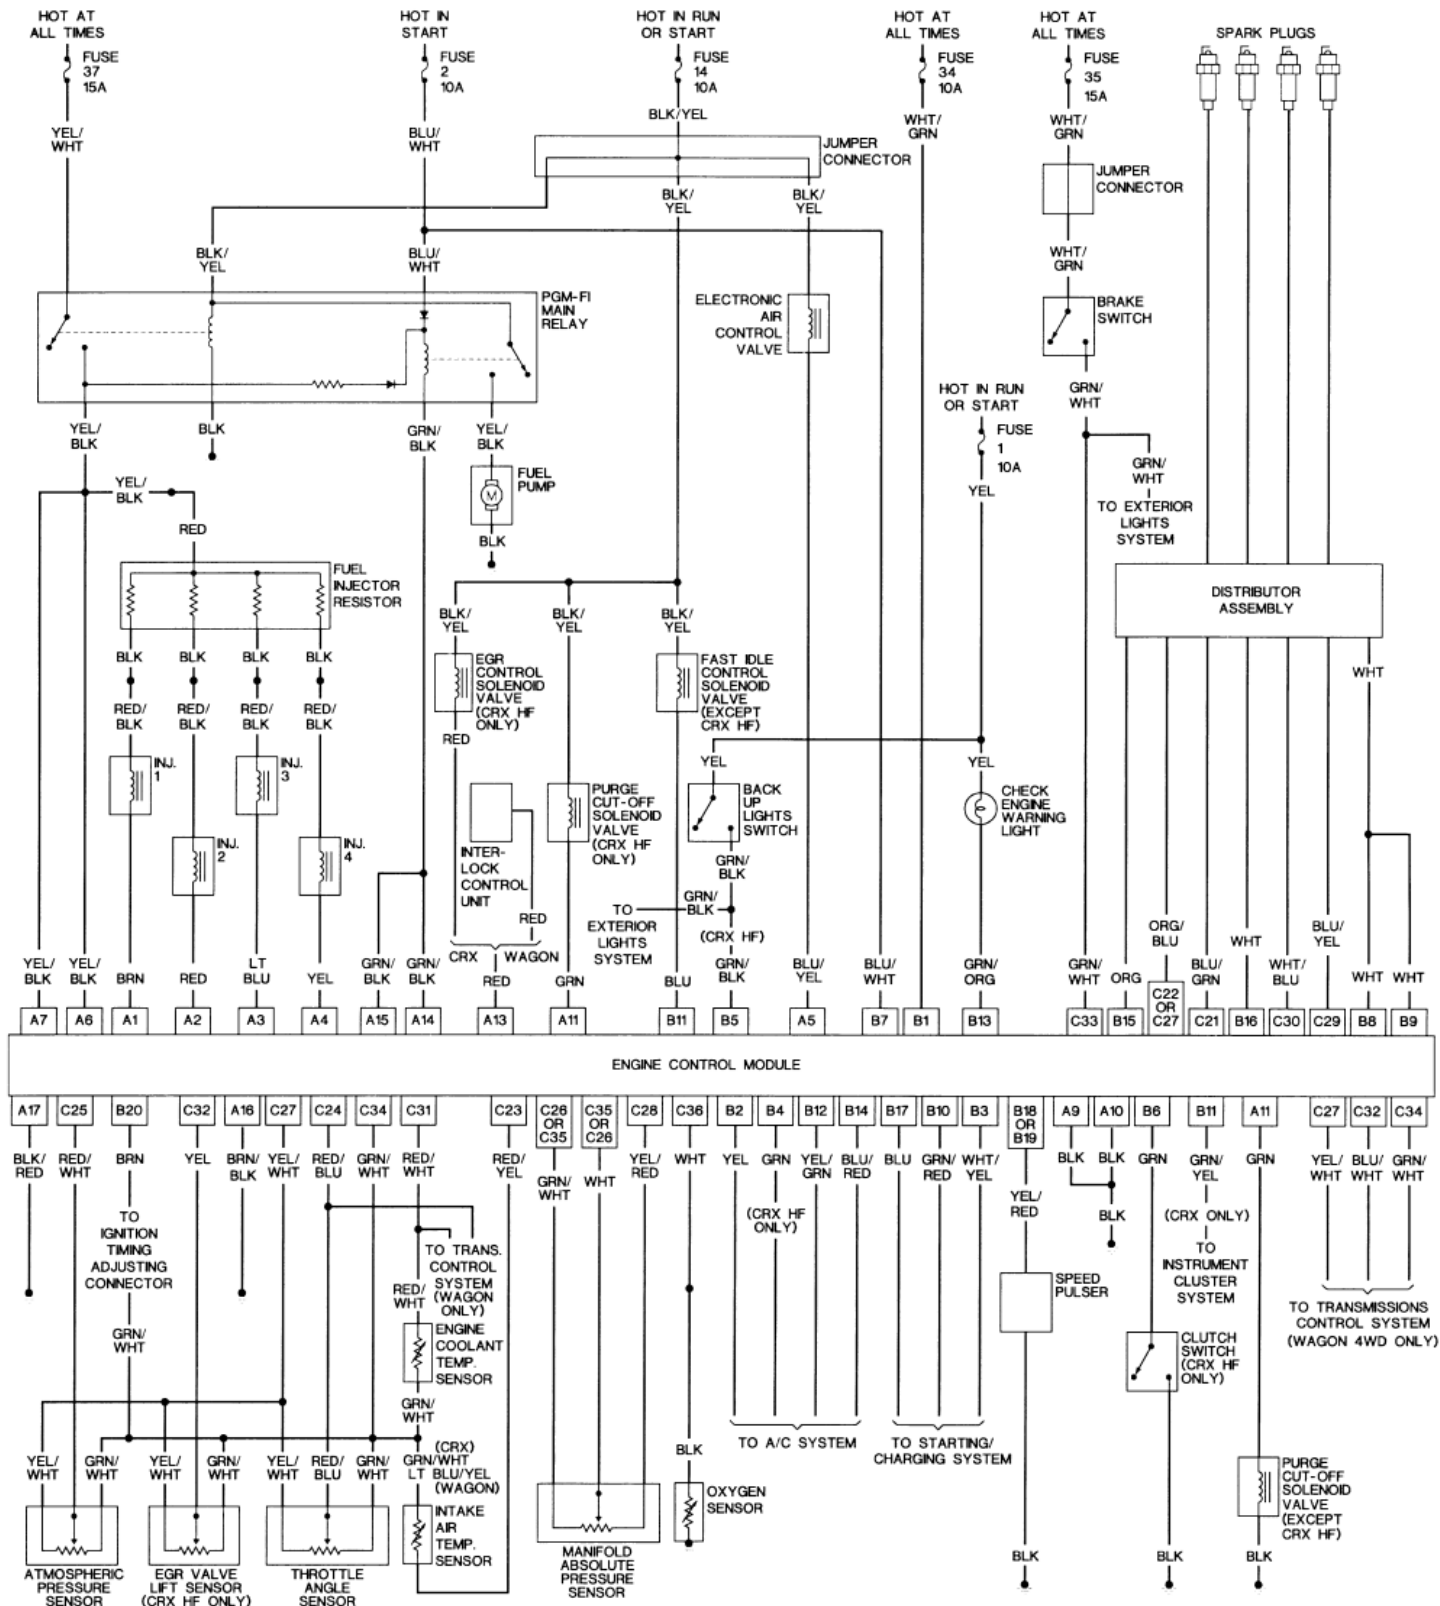 HOT AT
ALL TIMES
HOT IN
START
HOT IN RUN
OR START
HOT AT
ALL TIMES
HOT AT
ALL TIMES
SPARK PLUGS
FUSE
37
15A
FUSE
2
10A
FUSE
14
10A
FUSE
34
10A
FUSE
35
15A
YEL/
WHT
BLU/
WHT
BLK/YEL
WHT/
GRN
WHT/
GRN
JUMPER
CONNECTOR
JUMPER
CONNECTOR
BLK/
YEL
BLK/
YEL
BLK/
YEL
BLU/
WHT
WHT/
GRN
PGM-FI
MAIN
RELAY
ELECTRONIC
AIR
CONTROL
VALVE
BRAKE
SWITCH
HOT IN RUN
OR START
FUSE
1
10A
GRN/
WHT
YEL/
BLK
BLK
GRN/
BLK
YEL/
BLK
FUEL
PUMP
M
BLK
YEL
GRN/
WHT
TO EXTERIOR
LIGHTS
SYSTEM
YEL/
BLK
RED
FUEL
INJECTOR
RESISTOR
DISTRIBUTOR
ASSEMBLY
BLK/
YEL
BLK/
YEL
BLK/
YEL
BLK
BLK
BLK
BLK
RED/
BLK
RED/
BLK
RED/
BLK
RED/
BLK
EGR
CONTROL
SOLENOID
VALVE
(CRX HF
ONLY)
RED
FAST IDLE
CONTROL
SOLENOID
VALVE
(EXCEPT
CRX HF)
WHT
INJ.
1
INJ.
3
INJ.
2
INJ.
4
INTER-
LOCK
CONTROL
UNIT
PURGE
CUT-OFF
SOLENOID
VALVE
(CRX HF
ONLY)
YEL
BACK
UP
LIGHTS
SWITCH
YEL
CHECK
ENGINE
WARNING
LIGHT
GRN/
BLK
GRN/
BLK
TO
EXTERIOR
LIGHTS
SYSTEM
(CRX HF)
RED
CRX
WAGON
YEL/
BLK
YEL/
BLK
BRN
RED
LT
BLU
YEL
GRN/
BLK
GRN/
BLK
RED
GRN
BLU
GRN/
BLK
BLU/
YEL
BLU/
WHT
GRN/
ORG
GRN/
WHT
ORG
ORG/
BLU
BLU/
GRN
WHT
WHT/
BLU
BLU/
YEL
WHT
WHT
A7
A6
A1
A2
A3
A4
A15
A14
A13
A11
B11
B5
A5
B7
B1
B13
C33
B15
C22
OR
C27
C21
B16
C30
C29
B8
B9
ENGINE CONTROL MODULE
A17
C25
B20
C32
A16
C27
C24
C34
C31
C23
C26
OR
C35
C35
OR
C26
C28
C36
B2
B4
B12
B14
B17
B10
B3
B18
OR
B19
A9
A10
B6
B11
A11
C27
C32
C34
BLK/
RED
RED/
WHT
BRN
YEL
BRN/
BLK
YEL/
WHT
RED/
BLU
GRN/
WHT
RED/
WHT
RED/
YEL
GRN/
WHT
WHT
YEL/
RED
WHT
YEL
GRN
YEL/
GRN
BLU/
RED
BLU
GRN/
RED
WHT/
YEL
YEL/
RED
BLK
BLK
GRN
GRN/
YEL
GRN
YEL/
WHT
BLU/
WHT
GRN/
WHT
TO
IGNITION
TIMING
ADJUSTING
CONNECTOR
TO TRANS.
CONTROL
SYSTEM
(WAGON
ONLY)
RED/
WHT
(CRX HF
ONLY)
BLK
(CRX ONLY)
TO
INSTRUMENT
CLUSTER
SYSTEM
SPEED
PULSER
TO TRANSMISSIONS
CONTROL SYSTEM
(WAGON 4WD ONLY)
GRN/
WHT
ENGINE
COOLANT
TEMP.
SENSOR
CLUTCH
SWITCH
(CRX HF
ONLY)
GRN/
WHT
YEL/
WHT
GRN/
WHT
YEL/
WHT
GRN/
WHT
YEL/
WHT
RED/
BLU
GRN/
WHT
(CRX)
GRN/WHT
LT BLU/YEL
(WAGON)
BLK
TO A/C SYSTEM
TO STARTING/
CHARGING SYSTEM
OXYGEN
SENSOR
INTAKE
AIR
TEMP.
SENSOR
PURGE
CUT-OFF
SOLENOID
VALVE
(EXCEPT
CRX HF)
MANIFOLD
ABSOLUTE
PRESSURE
SENSOR
ATMOSPHERIC
PRESSURE
SENSOR
EGR VALVE
LIFT SENSOR
(CRX HF ONLY)
THROTTLE
ANGLE
SENSOR
BLK
BLK
BLK